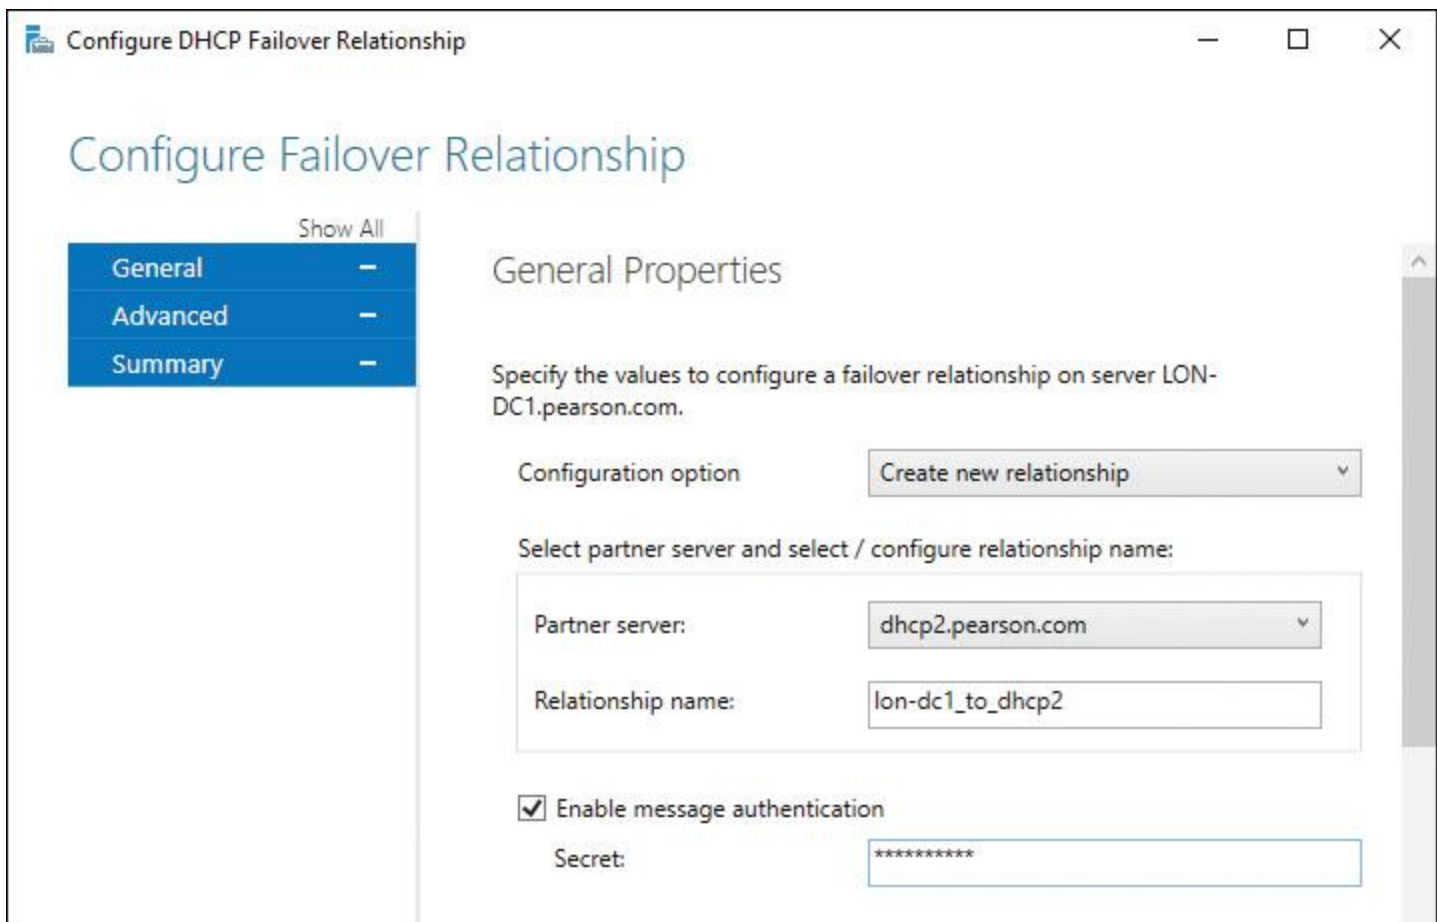 Configure DHCP Failover Relationship
Configure Failover Relationship
Show All
General
Advanced
Summary
General Properties
Specify the values to configure a failover relationship on server LON-
DC1.pearson.com.
Configuration option Create new relationship
Select partner server and select / configure relationship name:
Partner server: dhcp2.pearson.com
Relationship name: lon-dc1_to_dhcp2
Enable message authentication
Secret: **********